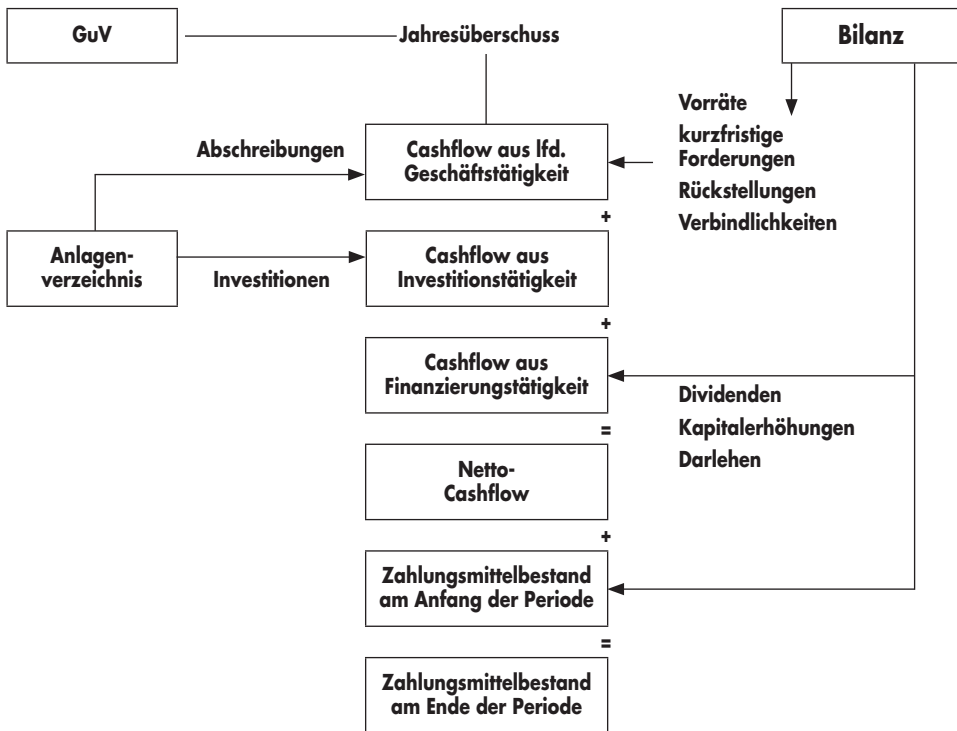 GuV
Jahresüberschuss
Bilanz
Vorräte
kurzfristige
Forderungen
Rückstellungen
Verbindlichkeiten
Abschreibungen
Cashflow aus lfd.
Geschäftstätigkeit
+
Anlagen-
verzeichnis
Investitionen
Cashflow aus
Investitionstätigkeit
+
Cashflow aus
Finanzierungstätigkeit
Dividenden
Kapitalerhöhungen
Darlehen
=
Netto-
Cashflow
+
Zahlungsmittelbestand
am Anfang der Periode
=
Zahlungsmittelbestand
am Ende der Periode